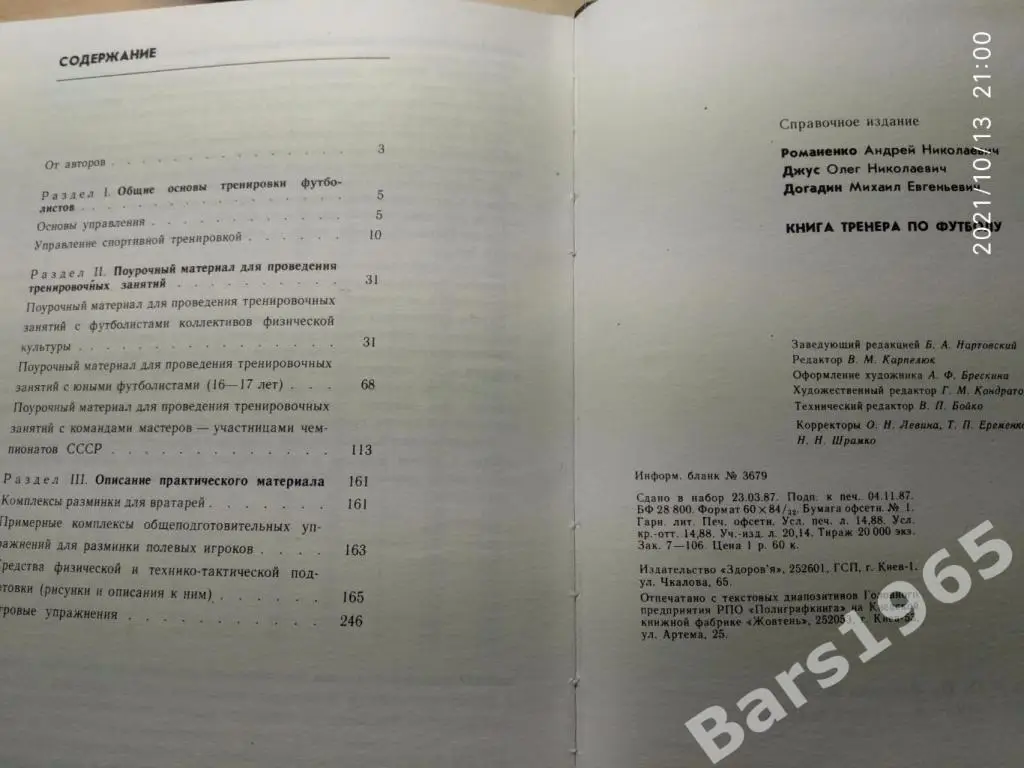 СОДЕРЖАНИЕ
От авторов . . . . . . . . . . . . . . 3
Раздел I. Общие основы тренировки футбо-
листов . . . . . . . . . . . . . . . . 5
Основы управления . . . . . . . . . . 5
Управление спортивной тренировкой . . . . . 10
Раздел II. Поурочный материал для проведения
тренировочных занятий . . . . . . . . . . 31
Поурочный материал для проведения тренировочных
занятий с футболистами коллективов физической
культуры . . . . . . . . . . . . . . . 31
Поурочный материал для проведения тренировочных
занятий с юными футболистами (16—17 лет) . . . 68
Поурочный материал для проведения тренировочных
занятий с командами мастеров — участницами чем-
пионатов СССР . . . . . . . . . . . . . 113
Раздел III. Описание практического материала 161
Комплексы разминки для вратарей . . . . . . 161
Примерные комплексы общеподготовительных уп-
ражнений для разминки полевых игроков . . . . 163
Средства физической и технико-тактической под-
готовки (рисунки и описания к ним) . . . . . . 165
гровые упражнения . . . . . . . . . . . 246
Справочное издание
Романенко Андрей Николаевич
Джус Олег Николаевич
Догадин Михаил Евгеньевич
КНИГА ТРЕНЕРА ПО ФУТБОЛУ
Заведующий редакцией Б. А. Нартовский
Редактор В. М. Карпелюк
Оформление художника А. Ф. Брескина
Художественный редактор Г. М. Кондрато
Технический редактор В. П. Бойко
Корректоры О. Н. Левина, Т. П. Еременко
Н. Н. Шрамко
Информ. бланк № 3679
Сдано в набор 23.03.87. Подп. к печ. 04.11.87.
БФ 28 800. Формат 60×84/32. Бумага офсетн. № 1.
Гарн. лит. Печ. офсетн. Усл. печ. л. 14,88. Усл.
кр.-отт. 14,88. Уч.-изд. л. 20,14. Тираж 20 000 экз.
Зак. 7—106. Цена 1 р. 60 к.
Издательство «Здоров'я», 252601, ГСП, г. Киев-1,
ул. Чкалова, 65.
Отпечатано с текстовых диапозитивов Головного
предприятия РПО «Полиграфкнига» на Киевской
книжной фабрике «Жовтень», 252053, г. Киев-53,
ул. Артема, 25.
2021/10/13 21:00
Bars1965